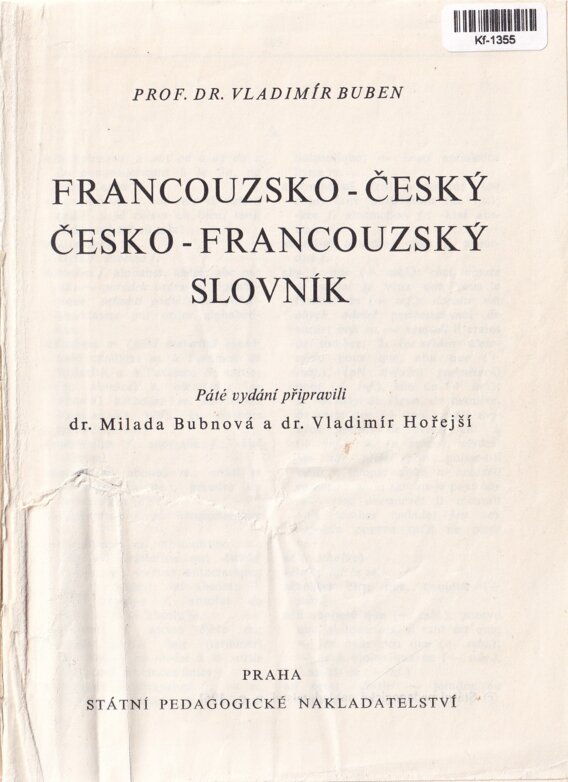 Kf-1355
PROF. DR. VLADIMÍR BUBEN
FRANCOUZSKO-ČESKÝ
ČESKO-FRANCOUZSKÝ
SLOVNÍK
Páté vydání připravili
dr. Milada Bubnová a dr. Vladimír Hořejší
PRAHA
STÁTNÍ PEDAGOGICKÉ NAKLADATELSTVÍ